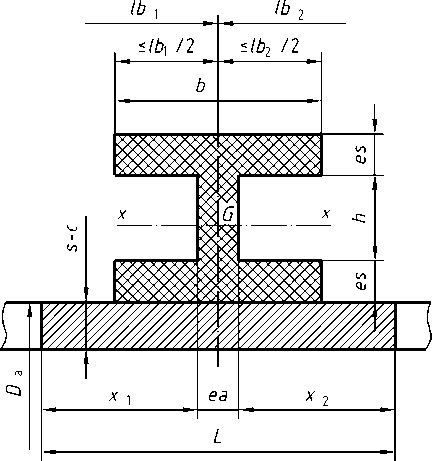 lb 1 lb 2
≤lb1/2 ≤lb2/2
b
es
x G x
h
s-c
es
Da
x 1 ea x 2
L